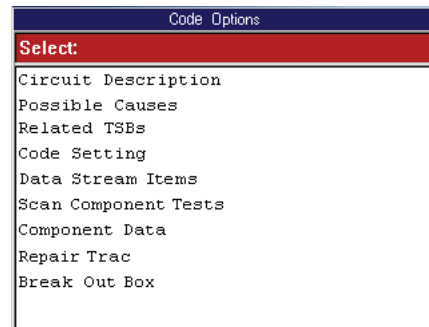 Code Options
Select:
Circuit Description
Possible Causes
Related TSBs
Code Setting
Data Stream Items
Scan Component Tests
Component Data
Repair Trac
Break Out Box